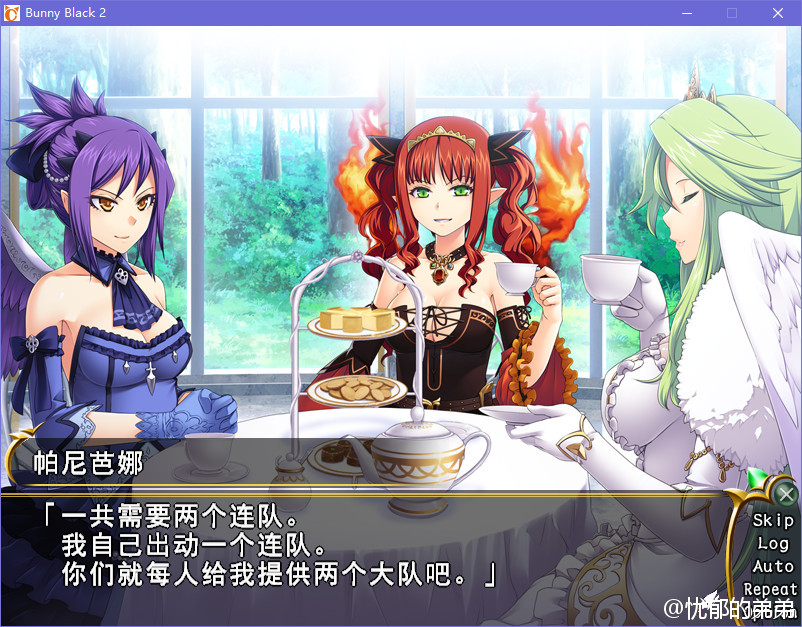 Bunny Black 2
帕尼芭娜
「一共需要两个连队。
我自己出动一个连队。
你们就每人给我提供两个大队吧。」
Skip
Log
Auto
Repeat
@忧郁的弟弟